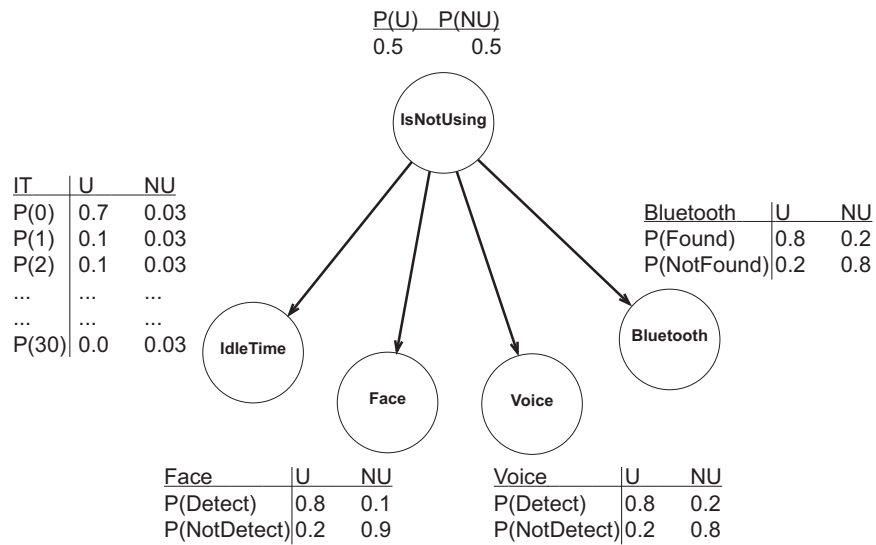 P(U) P(NU)
0.5 0.5
IsNotUsing
IT U NU
P(0) 0.7 0.03
P(1) 0.1 0.03
P(2) 0.1 0.03
... ... ...
... ... ...
P(30) 0.0 0.03
Bluetooth U NU
P(Found) 0.8 0.2
P(NotFound) 0.2 0.8
IdleTime
Face
Voice
Bluetooth
Face U NU
P(Detect) 0.8 0.1
P(NotDetect) 0.2 0.9
Voice U NU
P(Detect) 0.8 0.2
P(NotDetect) 0.2 0.8